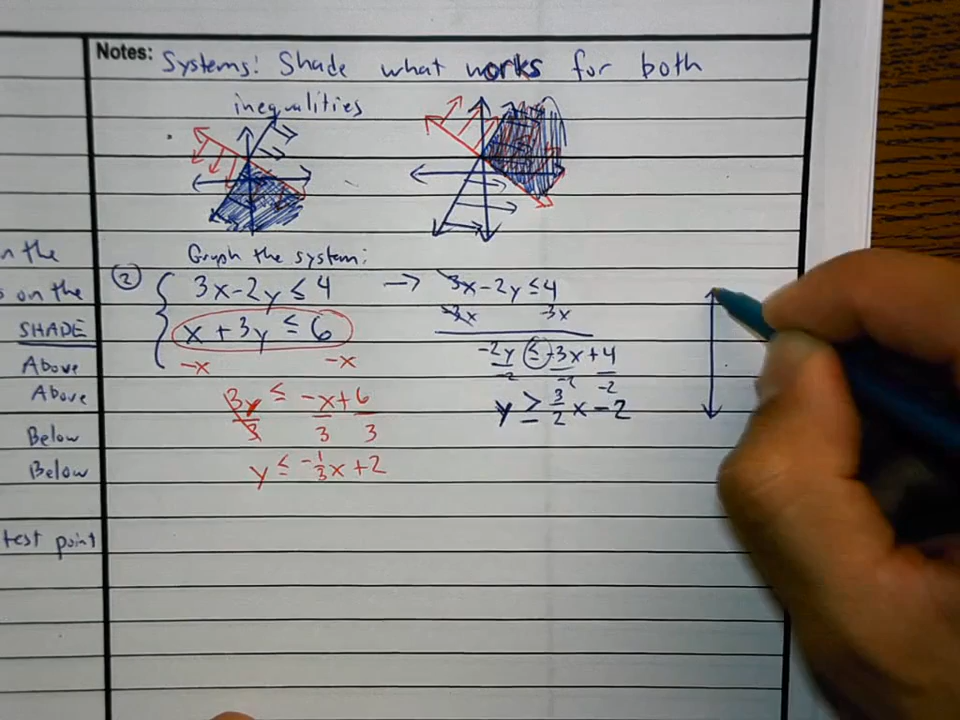 Notes: Systems: Shade what works for both
inequalities
n the
s on the
SHADE
Above
Above
Below
Below
test point
Graph the system:
② { 3x-2y ≤ 4 → 3x-2y ≤ 4
x + 3y ≤ 6 -3x -3x
-x -x
-2y ≤ -3x+4
-2 -2 -2
3y ≤ -x+6
3 3 3
y ≥ 3/2 x - 2
y ≤ -1/3 x + 2